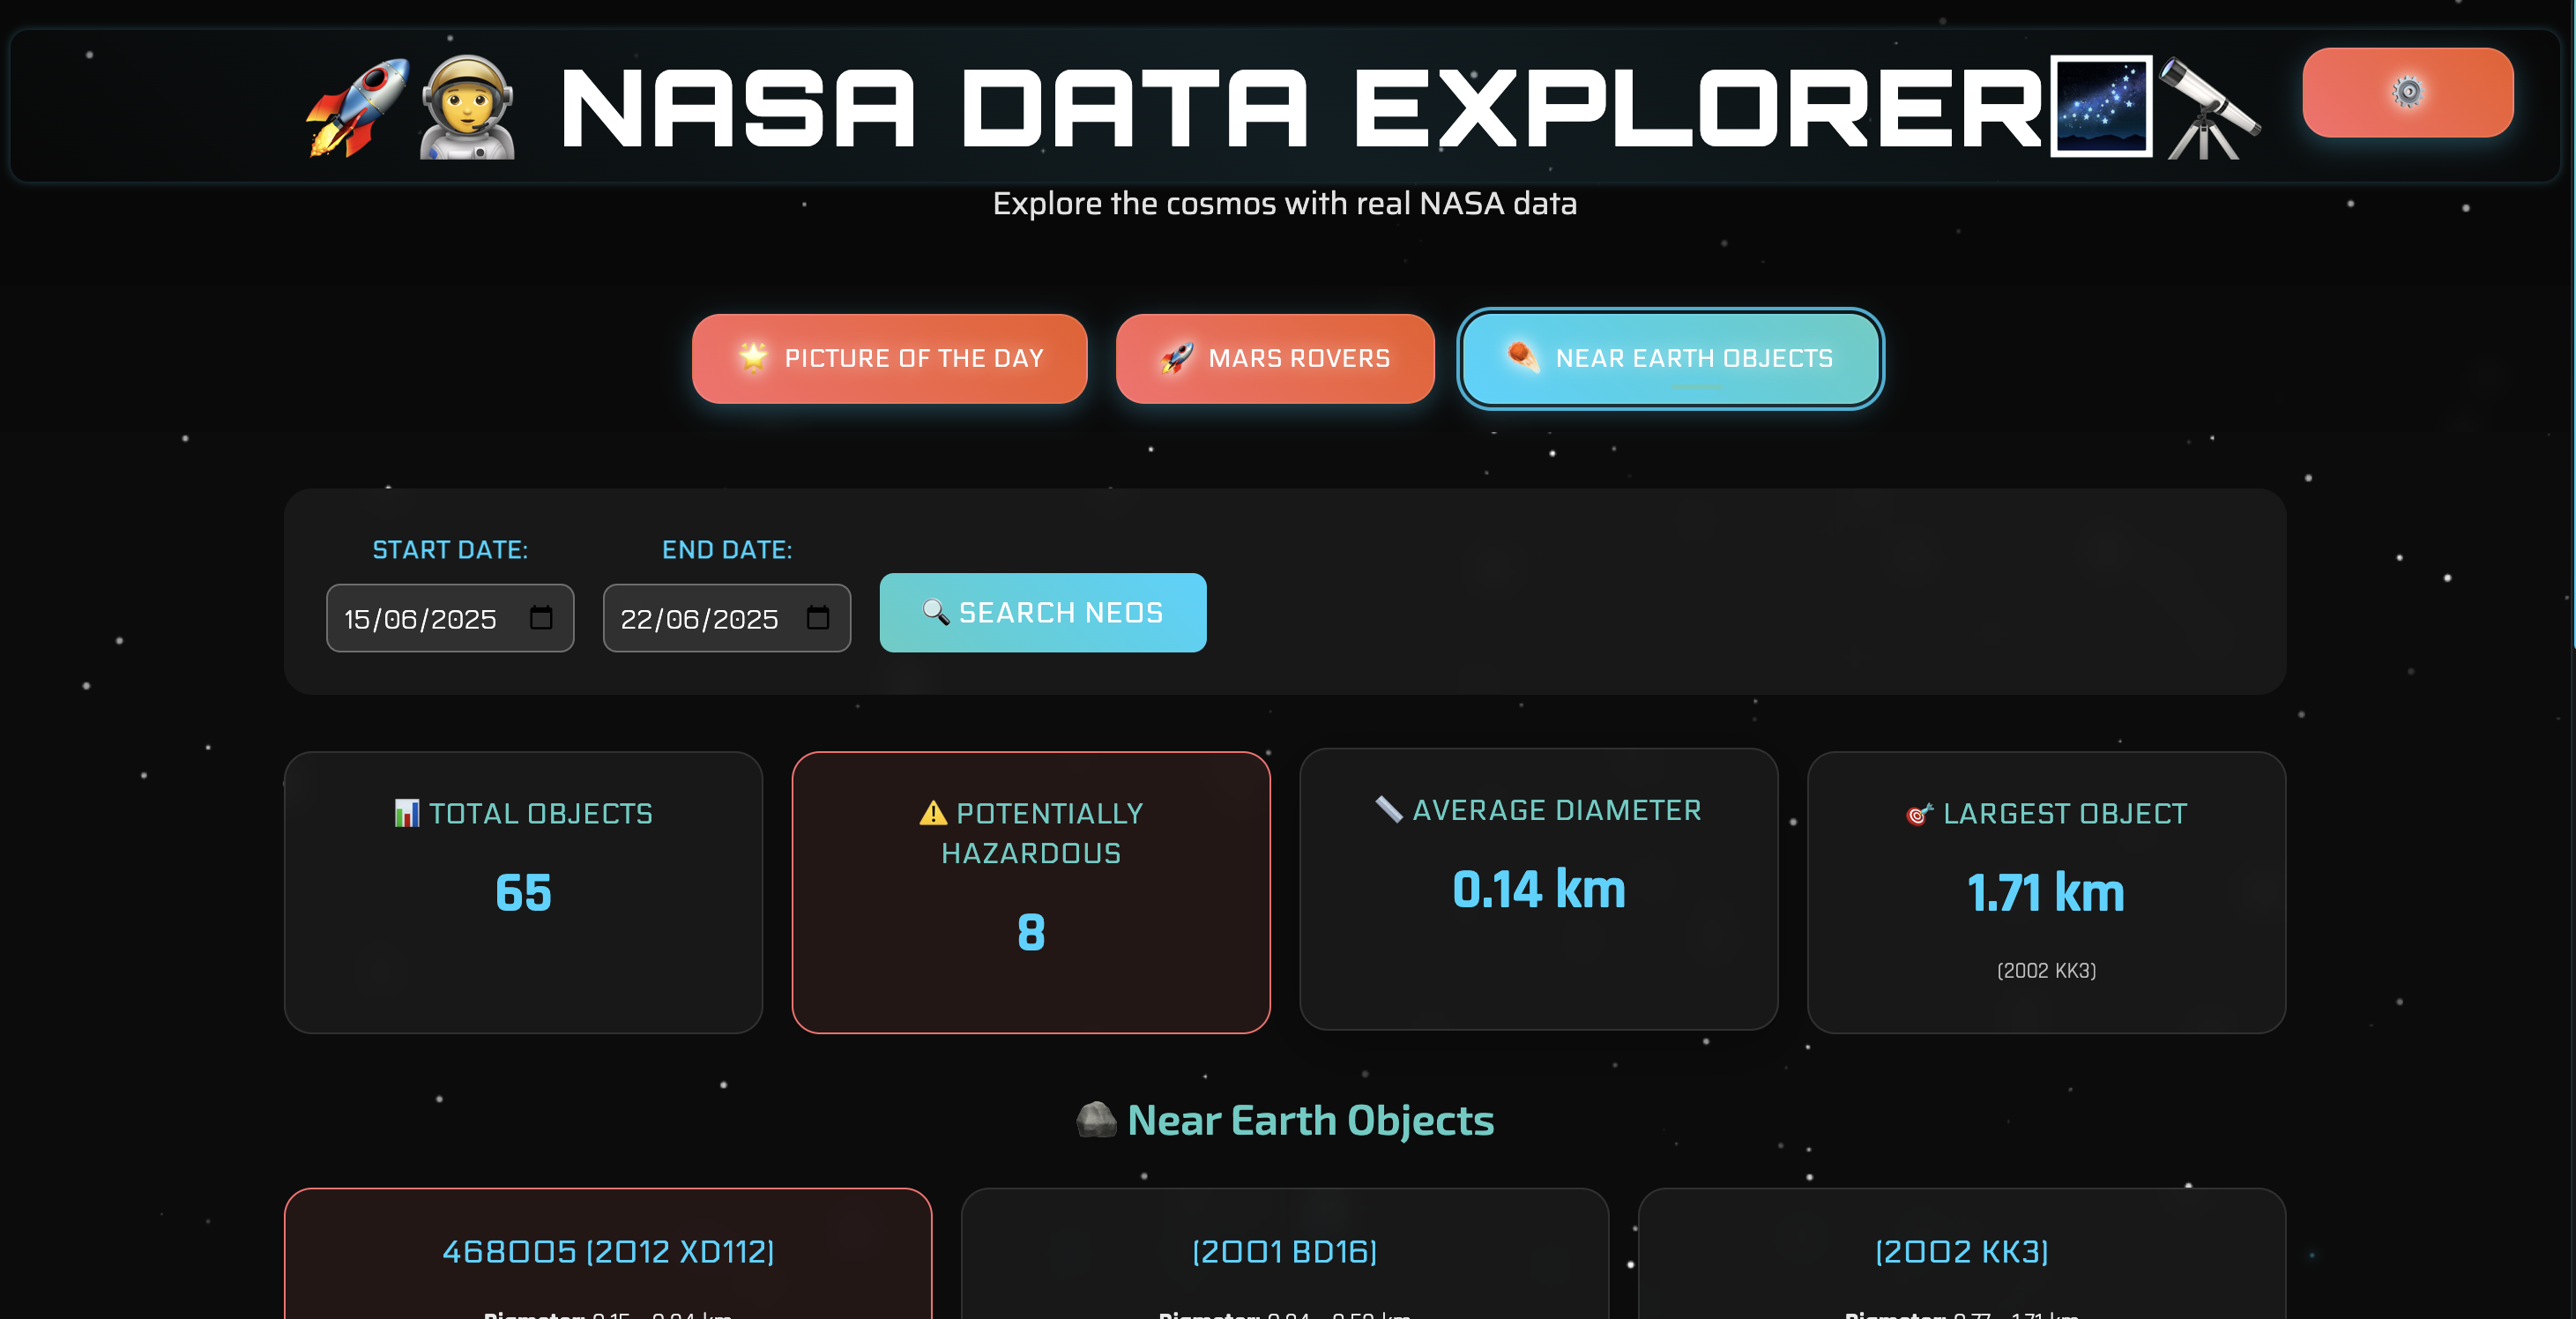 NASA DATA EXPLORER
Explore the cosmos with real NASA data
PICTURE OF THE DAY
MARS ROVERS
NEAR EARTH OBJECTS
START DATE:
END DATE:
15/06/2025
22/06/2025
SEARCH NEOS
TOTAL OBJECTS
65
POTENTIALLY
HAZARDOUS
8
AVERAGE DIAMETER
0.14 km
LARGEST OBJECT
1.71 km
(2002 KK3)
Near Earth Objects
468005 (2012 XD112)
(2001 BD16)
(2002 KK3)
Diameter:
Diameter:
Diameter: